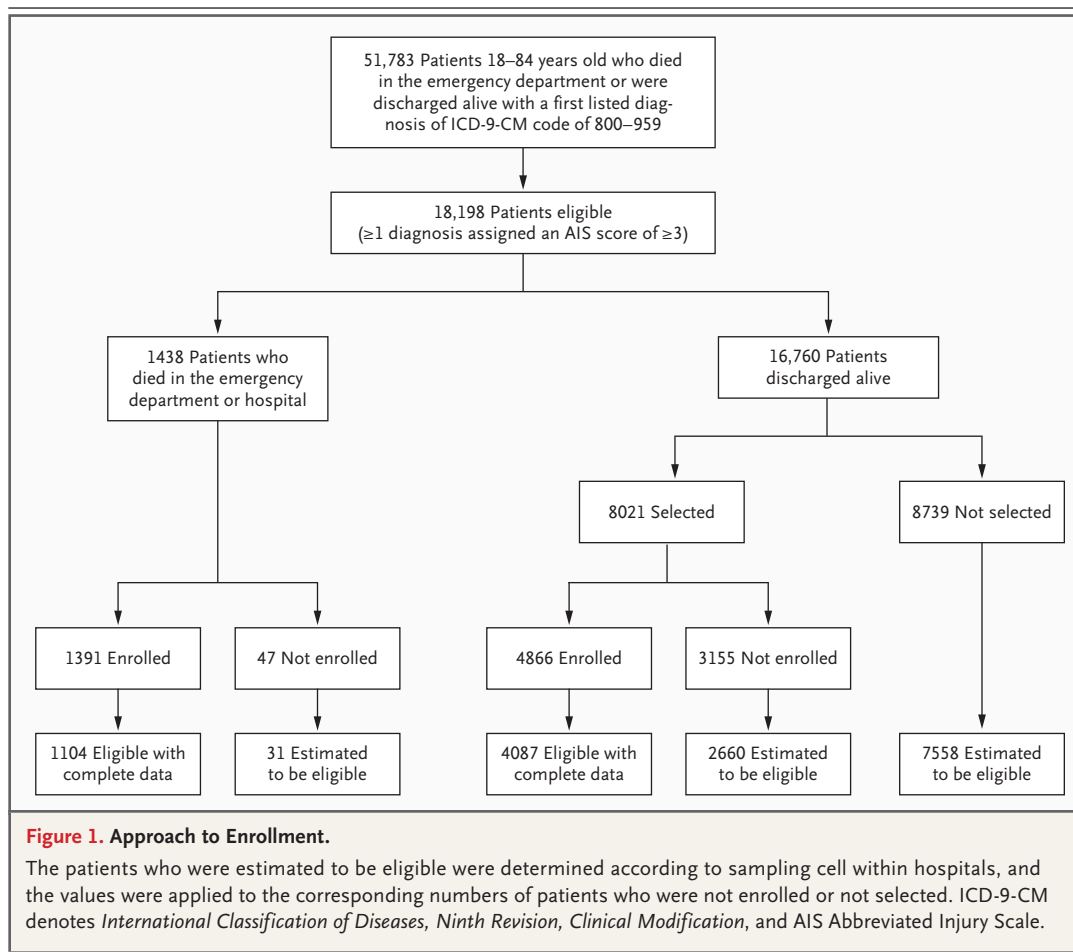 51,783 Patients 18–84 years old who died
in the emergency department or were
discharged alive with a first listed diag-
nosis of ICD-9-CM code of 800–959
18,198 Patients eligible
(≥1 diagnosis assigned an AIS score of ≥3)
1438 Patients who
died in the emergency
department or hospital
16,760 Patients
discharged alive
8021 Selected
8739 Not selected
1391 Enrolled
47 Not enrolled
4866 Enrolled
3155 Not enrolled
1104 Eligible with
complete data
31 Estimated
to be eligible
4087 Eligible with
complete data
2660 Estimated
to be eligible
7558 Estimated
to be eligible
Figure 1. Approach to Enrollment.
The patients who were estimated to be eligible were determined according to sampling cell within hospitals, and
the values were applied to the corresponding numbers of patients who were not enrolled or not selected. ICD-9-CM
denotes International Classification of Diseases, Ninth Revision, Clinical Modification, and AIS Abbreviated Injury Scale.